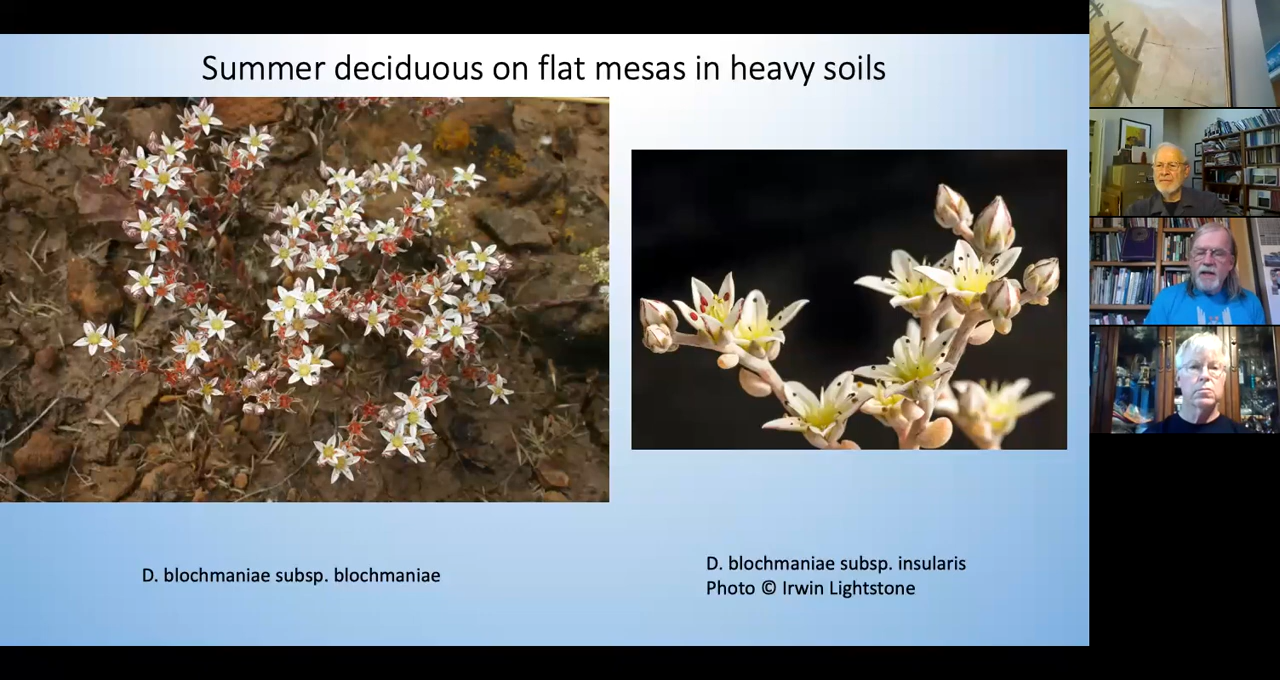 Summer deciduous on flat mesas in heavy soils
D. blochmaniae subsp. blochmaniae
D. blochmaniae subsp. insularis
Photo © Irwin Lightstone